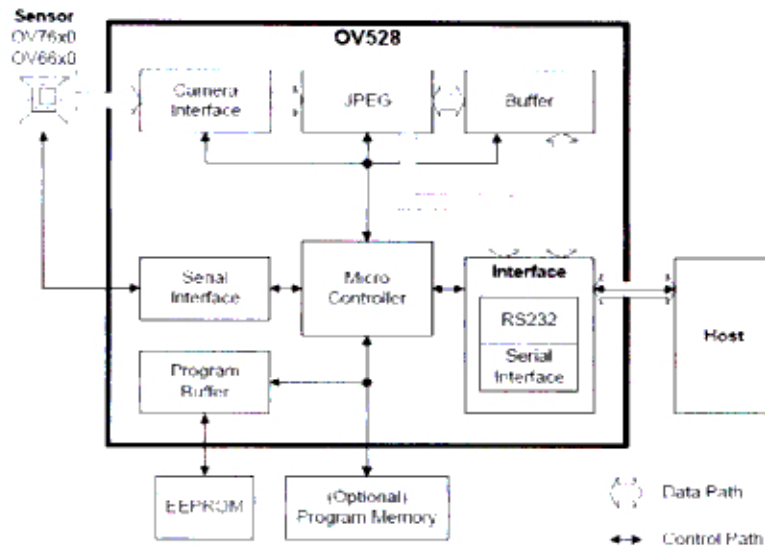 Sensor
OV76x0
OV66x0
OV528
Camera
Interface
JPEG
Buffer
Serial
Interface
Micro
Controller
Interface
RS232
Serial
Interface
Host
Program
Buffer
EEPROM
(Optional)
Program Memory
Data Path
Control Path